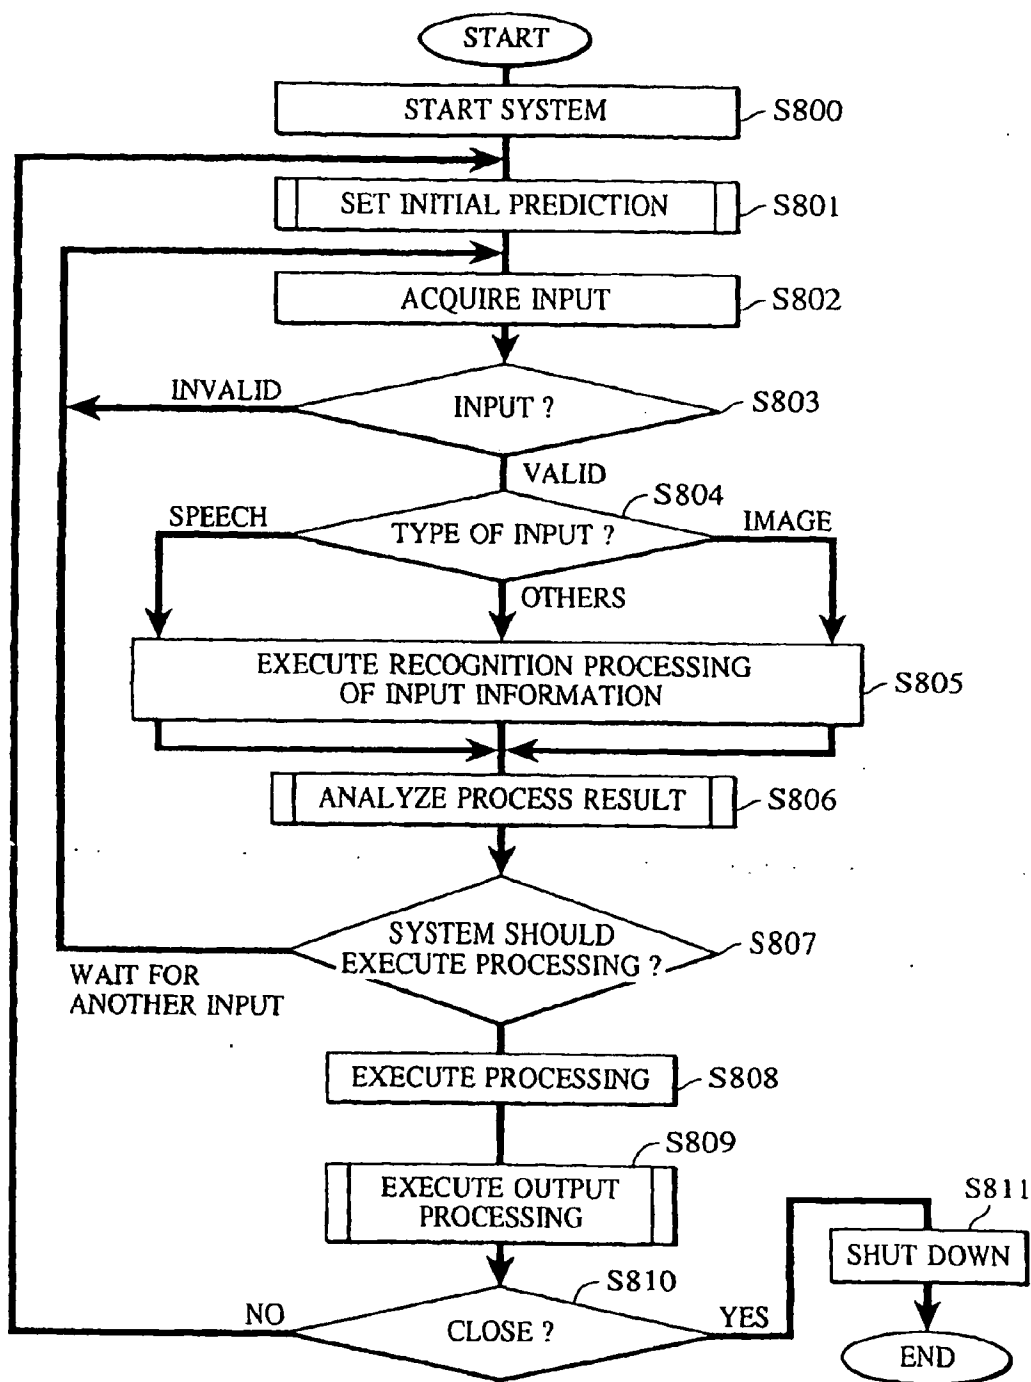 START
START SYSTEM
S800
SET INITIAL PREDICTION
S801
ACQUIRE INPUT
S802
INVALID
INPUT ?
S803
VALID
S804
SPEECH
TYPE OF INPUT ?
IMAGE
OTHERS
EXECUTE RECOGNITION PROCESSING
OF INPUT INFORMATION
S805
ANALYZE PROCESS RESULT
S806
SYSTEM SHOULD
EXECUTE PROCESSING ?
S807
WAIT FOR
ANOTHER INPUT
EXECUTE PROCESSING
S808
S809
EXECUTE OUTPUT
PROCESSING
S811
SHUT DOWN
S810
NO
CLOSE ?
YES
END